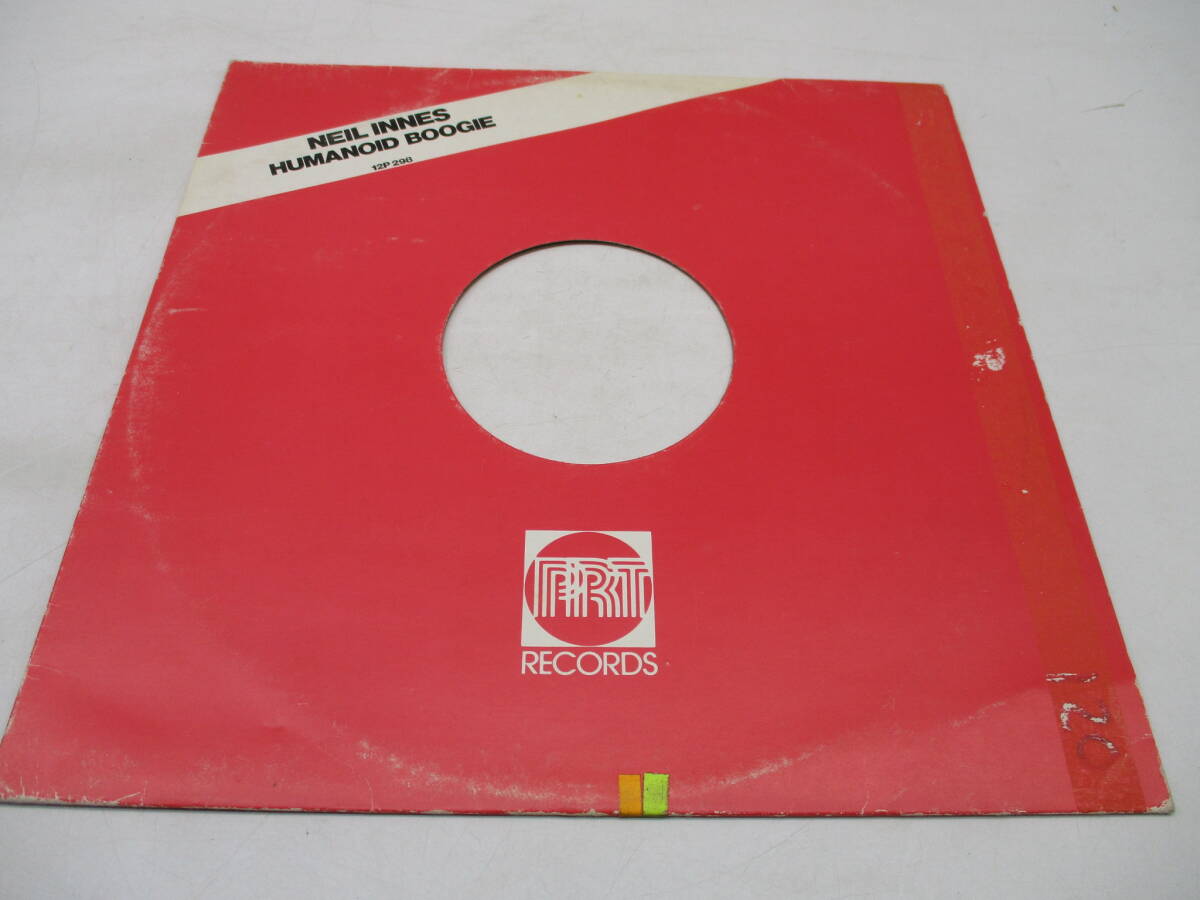 NEIL INNES
HUMANOID BOOGIE
12P 298
PRT
RECORDS